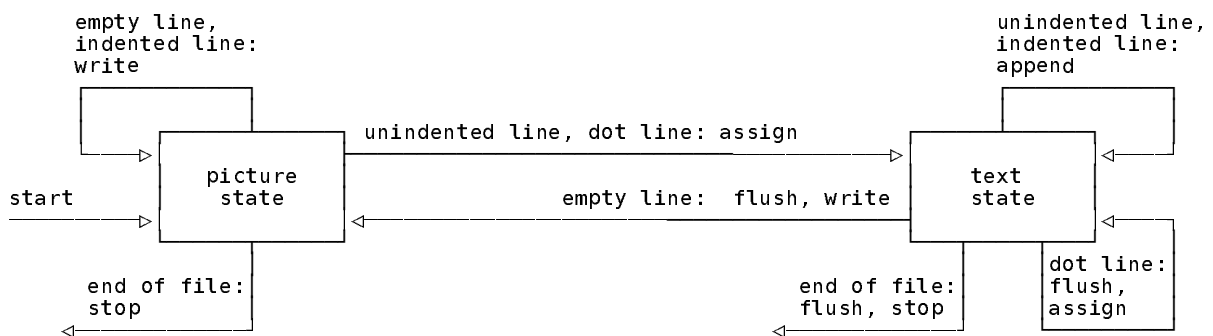 empty line,
indented line:
write
unindented line,
indented line:
append
unindented line, dot line: assign
picture
state
text
state
start
empty line:  flush, write
end of file:
stop
end of file:
flush, stop
dot line:
flush,
assign